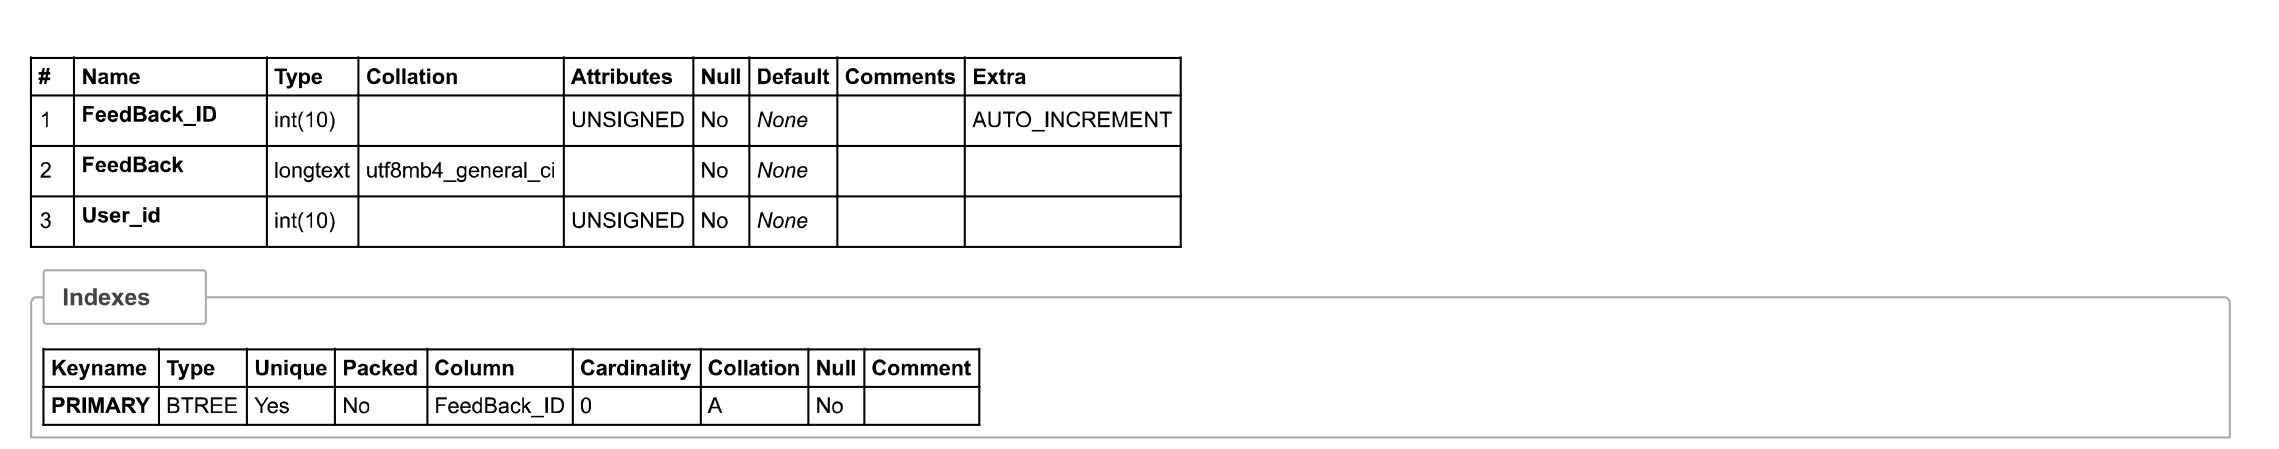 # Name Type Collation Attributes Null Default Comments Extra
1 FeedBack_ID int(10) UNSIGNED No None AUTO_INCREMENT
2 FeedBack longtext utf8mb4_general_ci No None
3 User_id int(10) UNSIGNED No None
Indexes
Keyname Type Unique Packed Column Cardinality Collation Null Comment
PRIMARY BTREE Yes No FeedBack_ID 0 A No